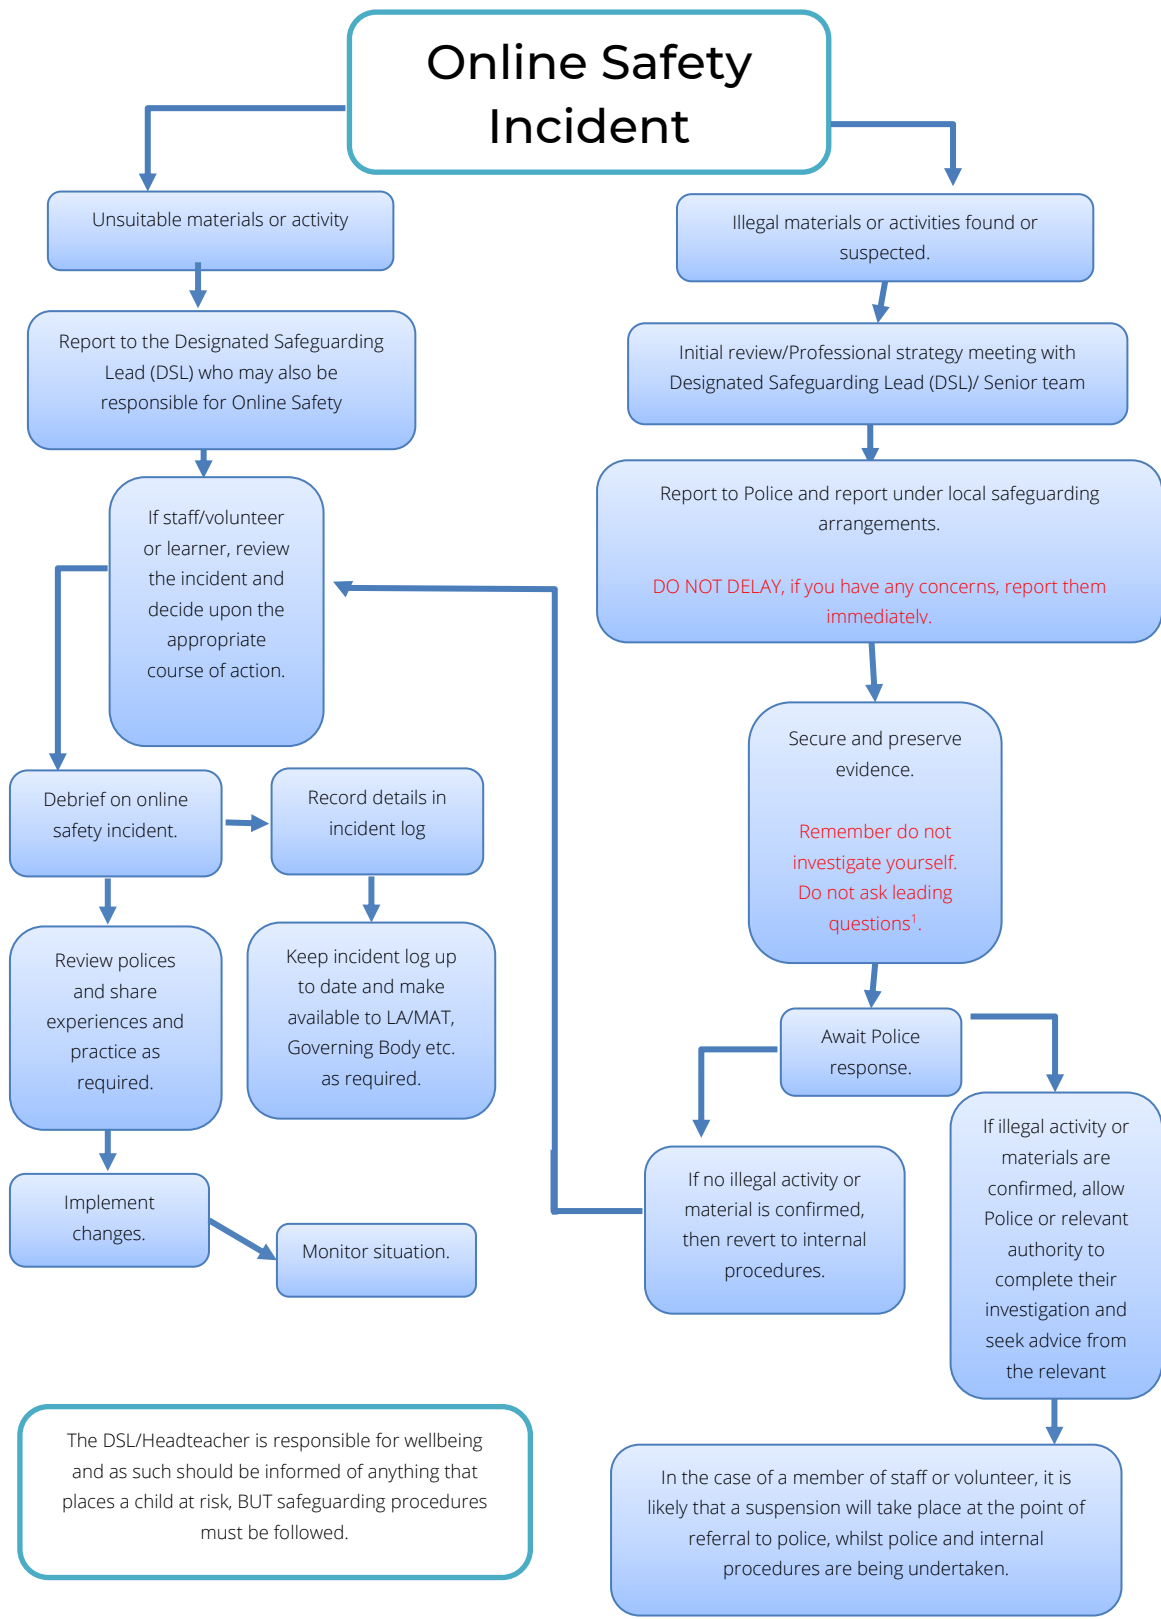 Online Safety
Incident
Unsuitable materials or activity
Report to the Designated Safeguarding
Lead (DSL) who may also be
responsible for Online Safety
If staff/volunteer
or learner, review
the incident and
decide upon the
appropriate
course of action.
Debrief on online
safety incident.
Record details in
incident log
Review polices
and share
experiences and
practice as
required.
Keep incident log up
to date and make
available to LA/MAT,
Governing Body etc.
as required.
Implement
changes.
Monitor situation.
Illegal materials or activities found or
suspected.
Initial review/Professional strategy meeting with
Designated Safeguarding Lead (DSL)/ Senior team
Report to Police and report under local safeguarding
arrangements.
DO NOT DELAY, if you have any concerns, report them
immediately.
Secure and preserve
evidence.
Remember do not
investigate yourself.
Do not ask leading
questions¹.
Await Police
response.
If no illegal activity or
material is confirmed,
then revert to internal
procedures.
If illegal activity or
materials are
confirmed, allow
Police or relevant
authority to
complete their
investigation and
seek advice from
the relevant
In the case of a member of staff or volunteer, it is
likely that a suspension will take place at the point of
referral to police, whilst police and internal
procedures are being undertaken.
The DSL/Headteacher is responsible for wellbeing
and as such should be informed of anything that
places a child at risk, BUT safeguarding procedures
must be followed.